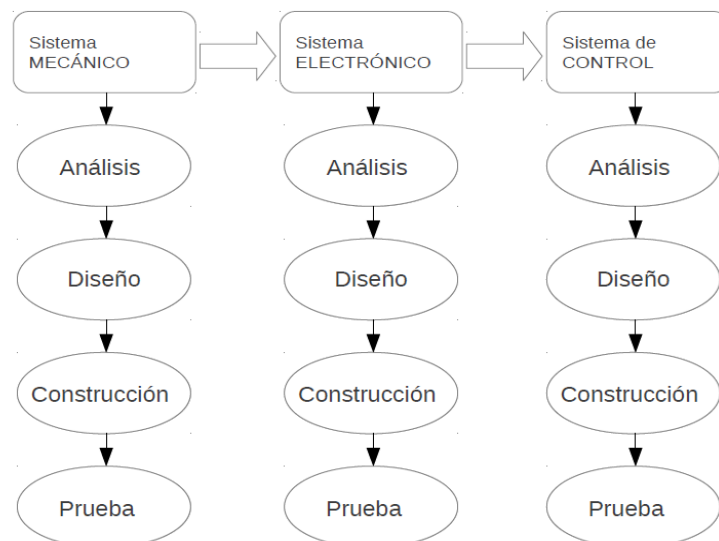 Sistema
MECÁNICO
Sistema
ELECTRÓNICO
Sistema de
CONTROL
Análisis
Análisis
Análisis
Diseño
Diseño
Diseño
Construcción
Construcción
Construcción
Prueba
Prueba
Prueba